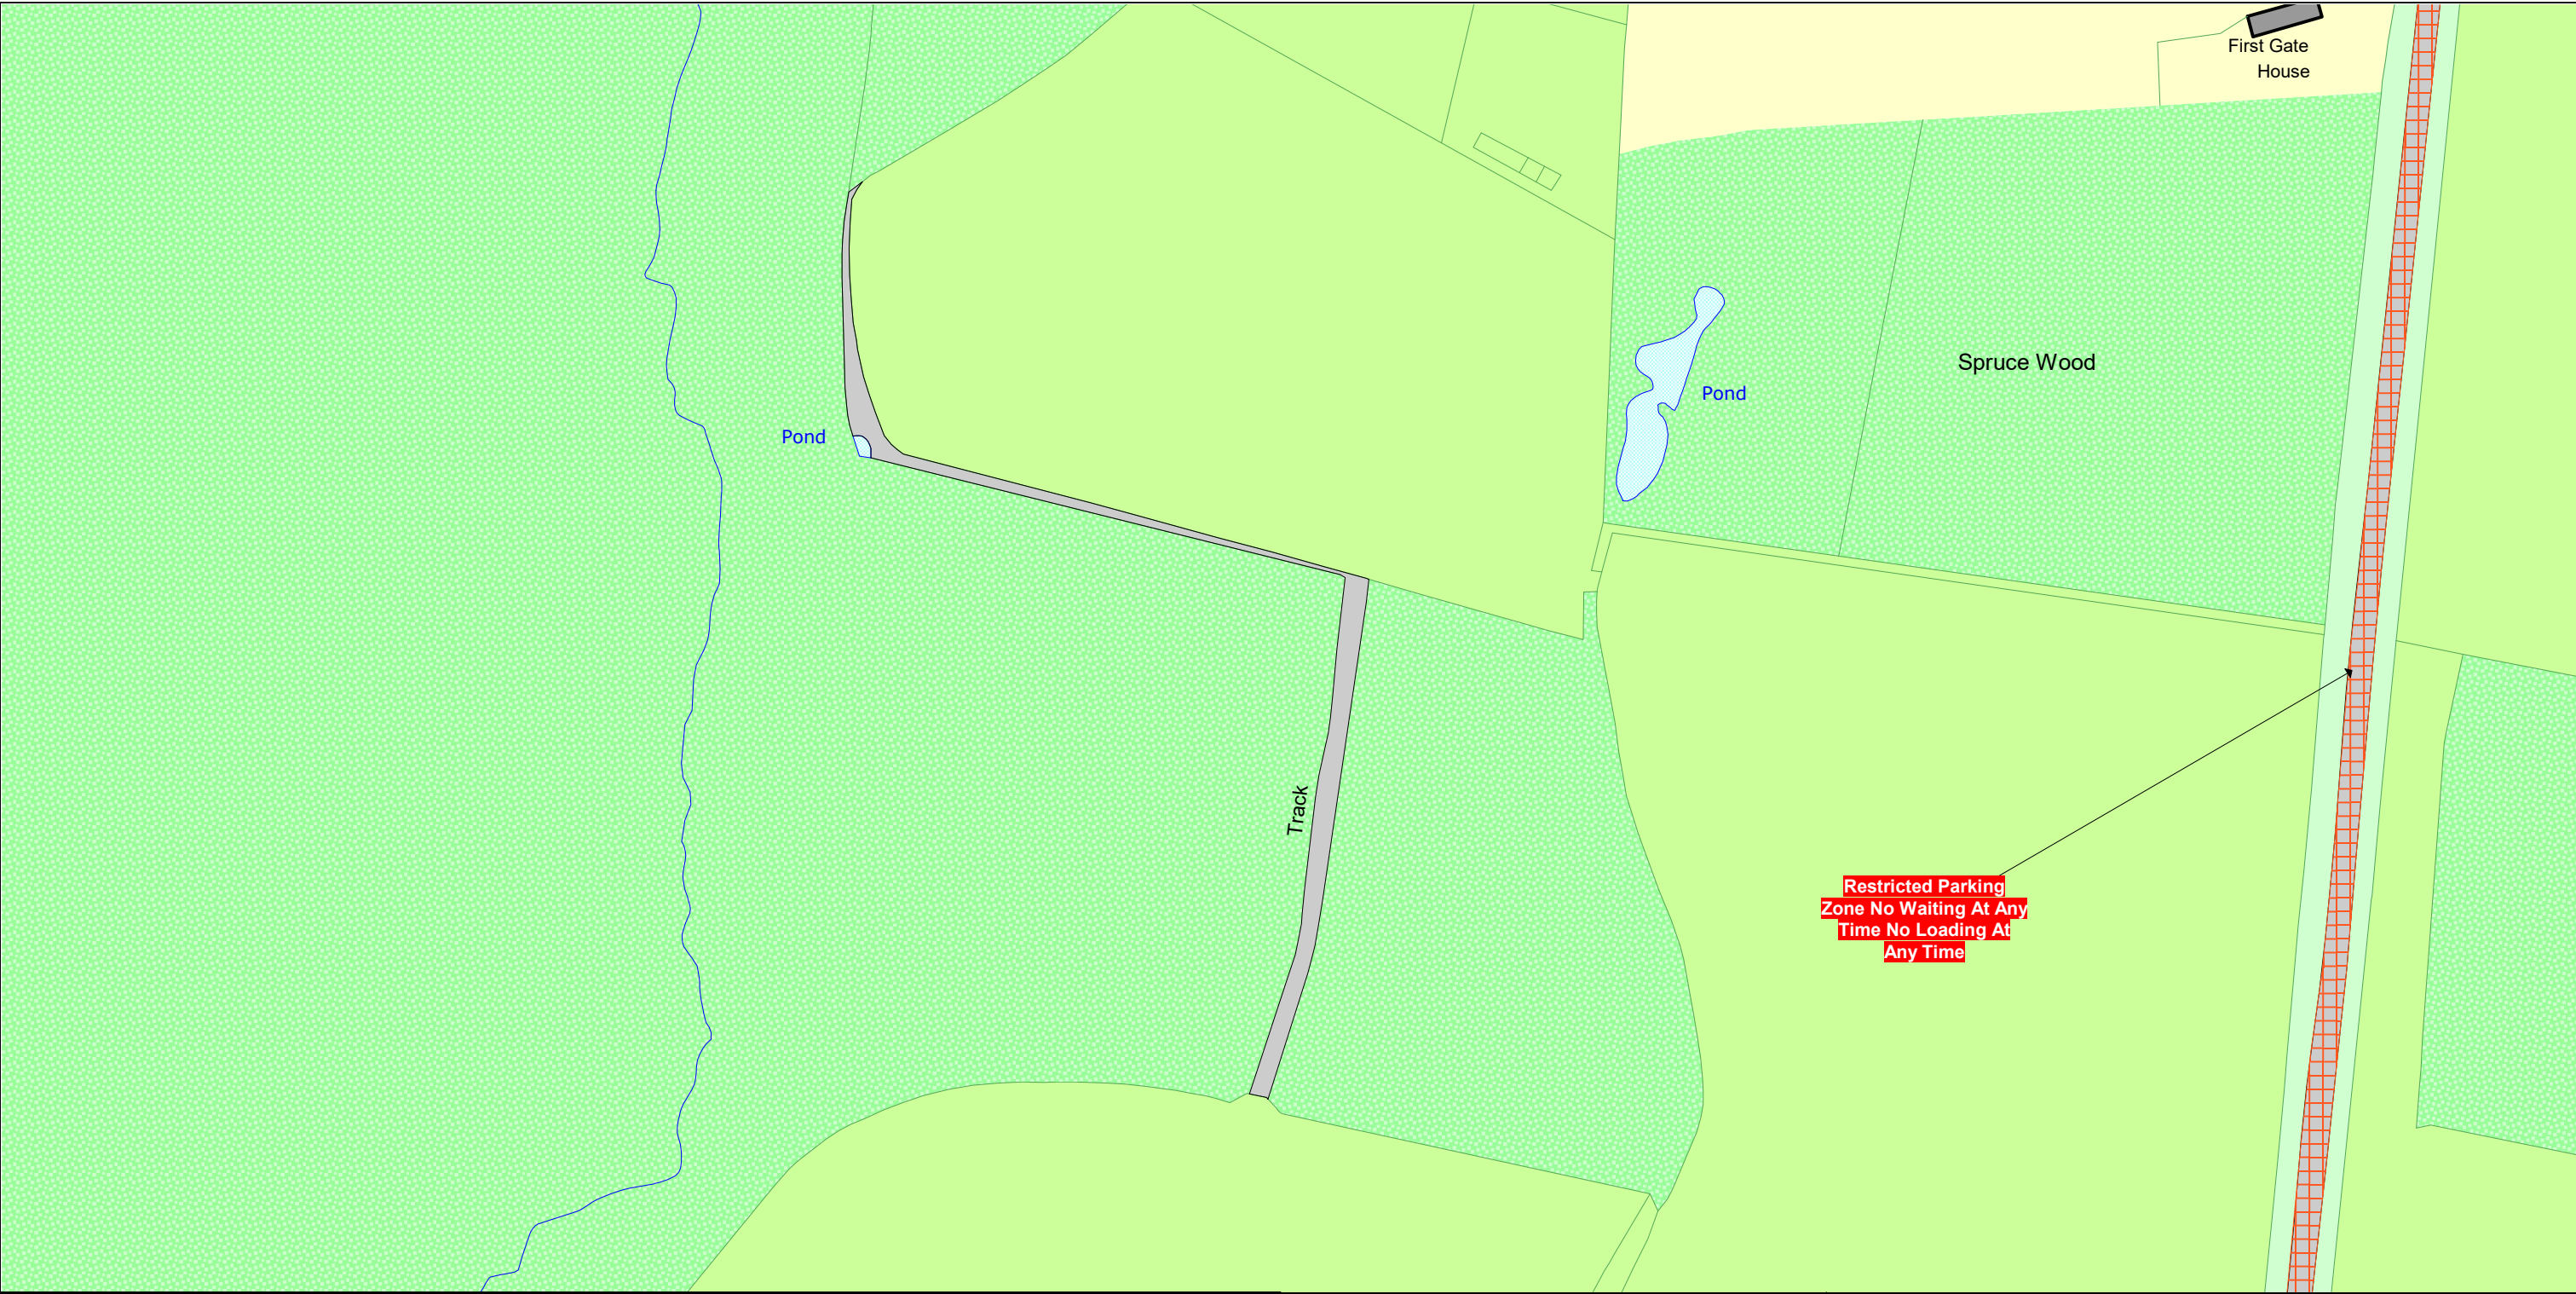 First Gate
House
Spruce Wood
Pond
Pond
Track
Restricted Parking
Zone No Waiting At Any
Time No Loading At
Any Time